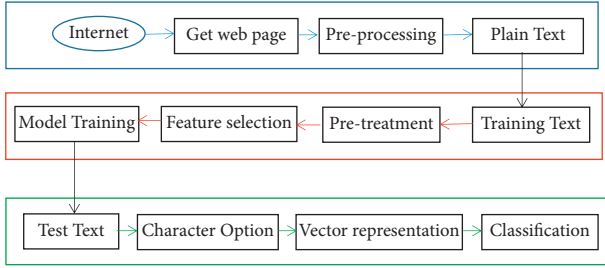 Internet
Get web page
Pre-processing
Plain Text
Model Training
Feature selection
Pre-treatment
Training Text
Test Text
Character Option
Vector representation
Classification